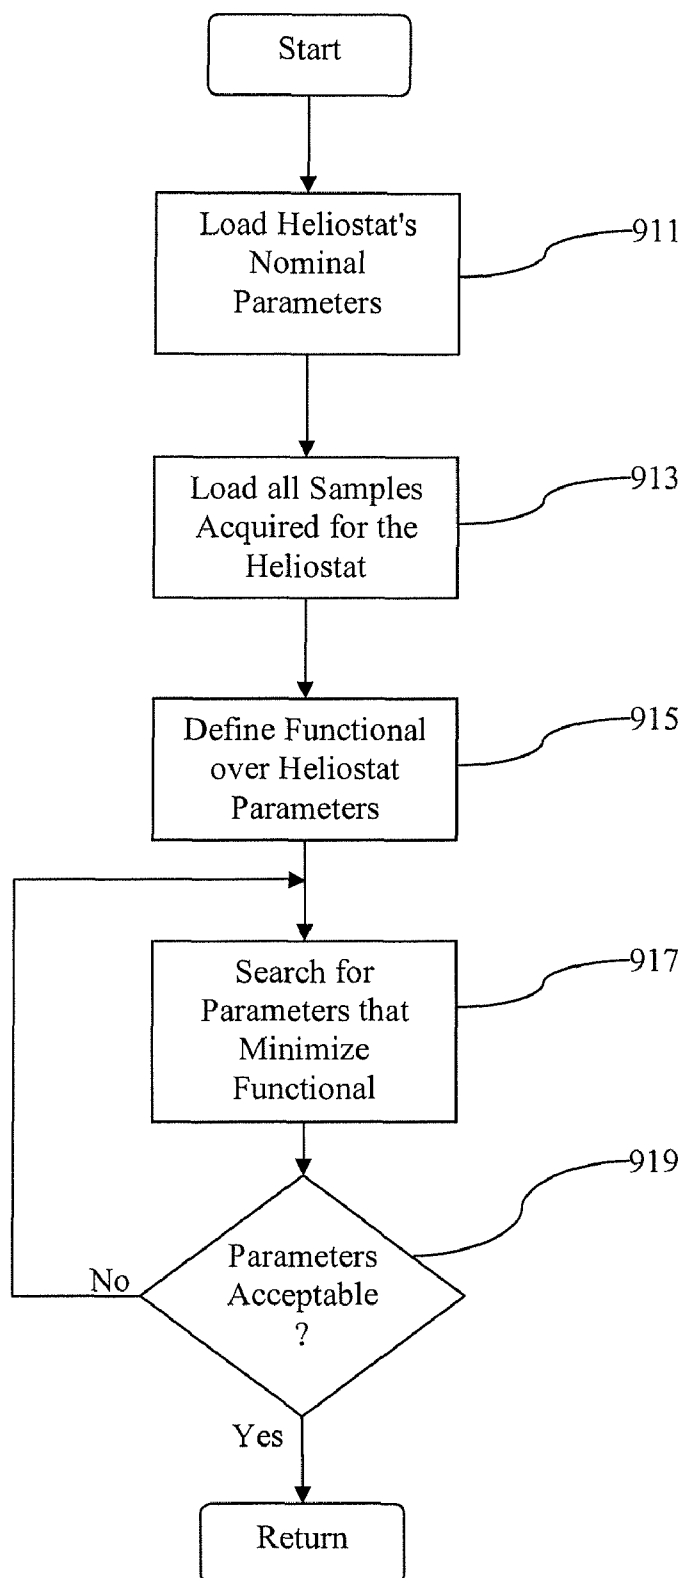 Start
Load Heliostat's
Nominal
Parameters
911
Load all Samples
Acquired for the
Heliostat
913
Define Functional
over Heliostat
Parameters
915
Search for
Parameters that
Minimize
Functional
917
Parameters
Acceptable
?
919
No
Yes
Return